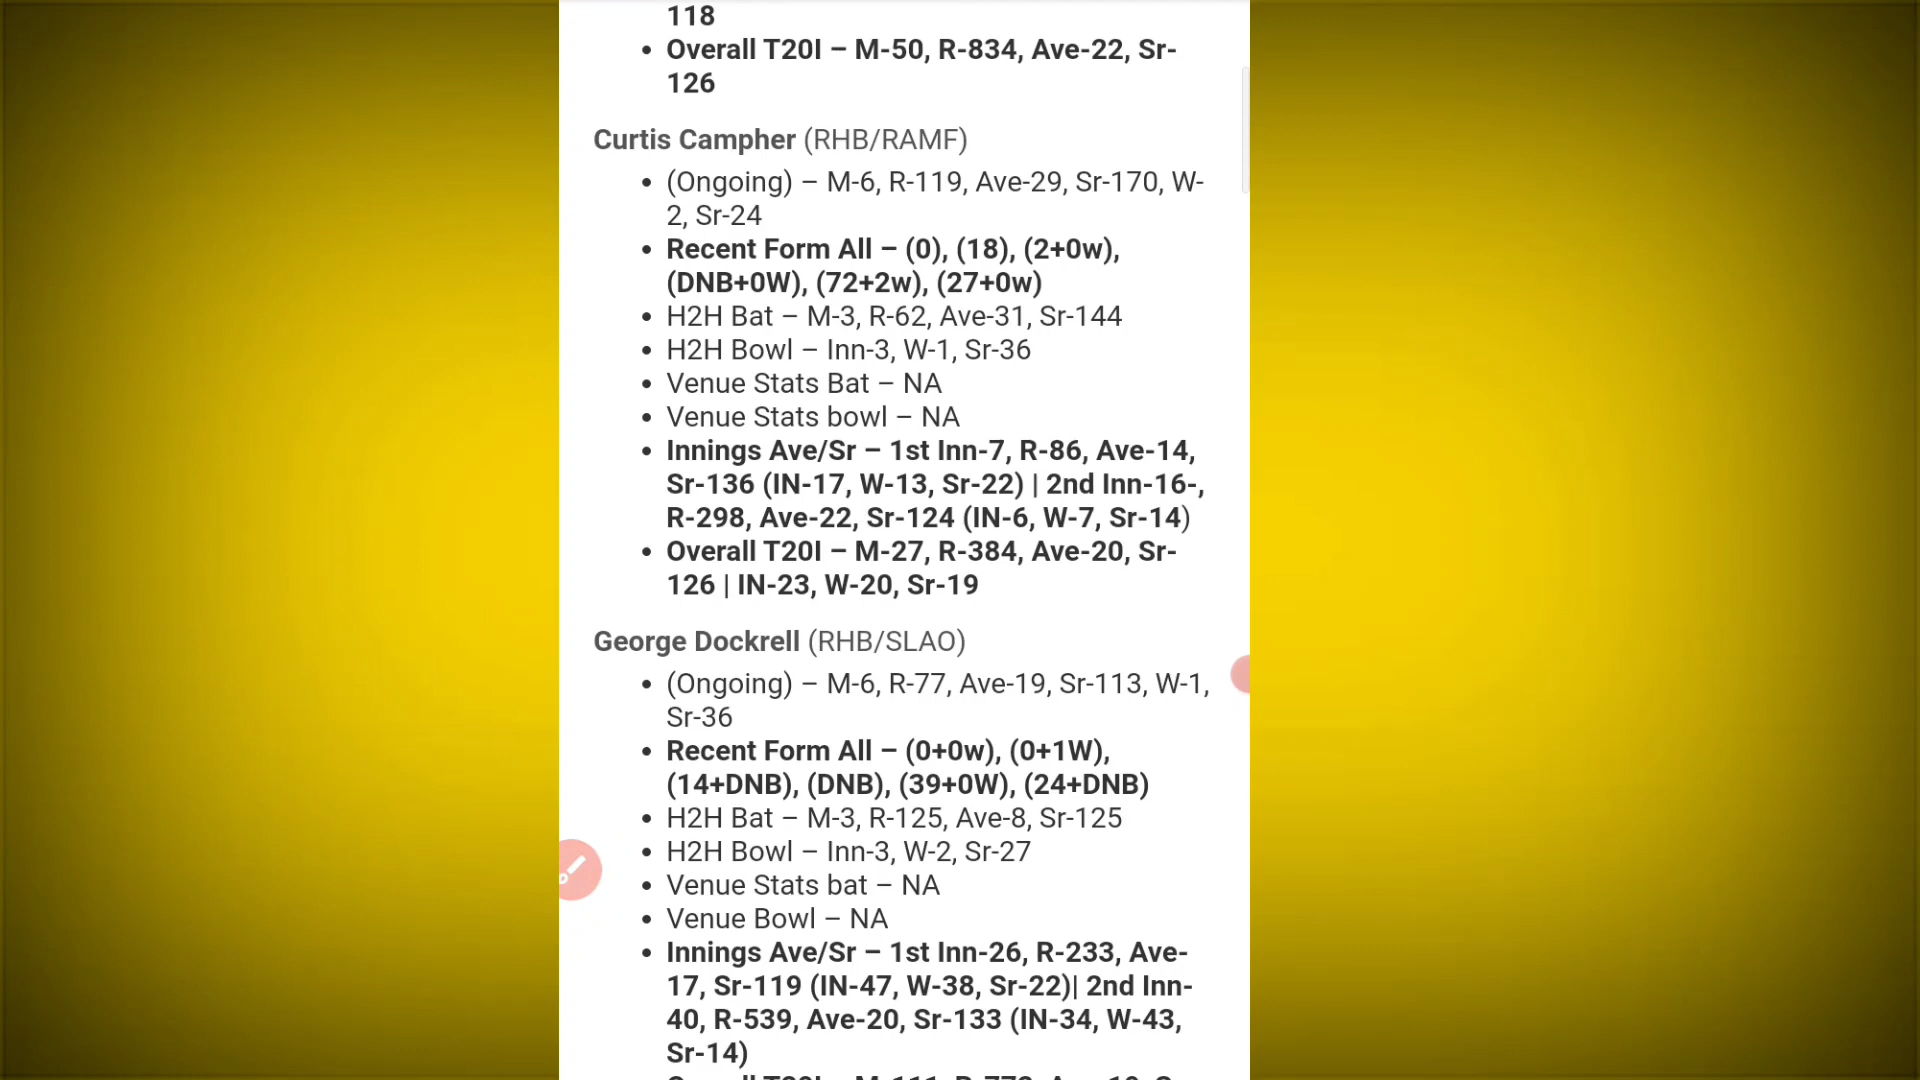 118
• Overall T20I – M-50, R-834, Ave-22, Sr-
126
Curtis Campher (RHB/RAMF)
• (Ongoing) – M-6, R-119, Ave-29, Sr-170, W-
2, Sr-24
• Recent Form All – (0), (18), (2+0w),
(DNB+0W), (72+2w), (27+0w)
• H2H Bat – M-3, R-62, Ave-31, Sr-144
• H2H Bowl – Inn-3, W-1, Sr-36
• Venue Stats Bat – NA
• Venue Stats bowl – NA
• Innings Ave/Sr – 1st Inn-7, R-86, Ave-14,
Sr-136 (IN-17, W-13, Sr-22) | 2nd Inn-16-,
R-298, Ave-22, Sr-124 (IN-6, W-7, Sr-14)
• Overall T20I – M-27, R-384, Ave-20, Sr-
126 | IN-23, W-20, Sr-19
George Dockrell (RHB/SLAO)
• (Ongoing) – M-6, R-77, Ave-19, Sr-113, W-1,
Sr-36
• Recent Form All – (0+0w), (0+1W),
(14+DNB), (DNB), (39+0W), (24+DNB)
• H2H Bat – M-3, R-125, Ave-8, Sr-125
• H2H Bowl – Inn-3, W-2, Sr-27
• Venue Stats bat – NA
• Venue Bowl – NA
• Innings Ave/Sr – 1st Inn-26, R-233, Ave-
17, Sr-119 (IN-47, W-38, Sr-22)| 2nd Inn-
40, R-539, Ave-20, Sr-133 (IN-34, W-43,
Sr-14)